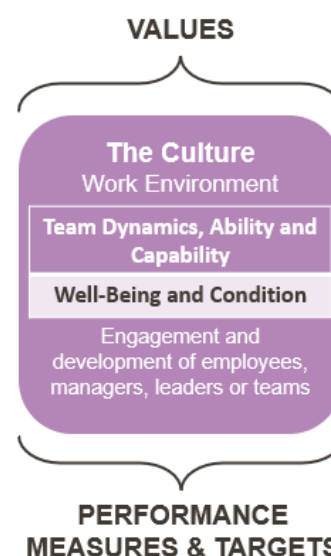 VALUES
The Culture
Work Environment
Team Dynamics, Ability and
Capability
Well-Being and Condition
Engagement and
development of employees,
managers, leaders or teams
PERFORMANCE
MEASURES & TARGETS